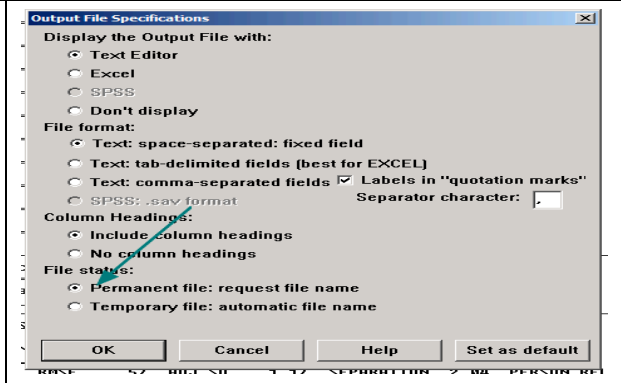 Output File Specifications
Display the Output File with:
Text Editor
Excel
SPSS
Don't display
File format:
Text: space-separated: fixed field
Text: tab-delimited fields (best for EXCEL)
Text: comma-separated fields Labels in "quotation marks"
SPSS: .sav format Separator character: ,
Column Headings:
Include column headings
No column headings
File status:
Permanent file: request file name
Temporary file: automatic file name
OK Cancel Help Set as default